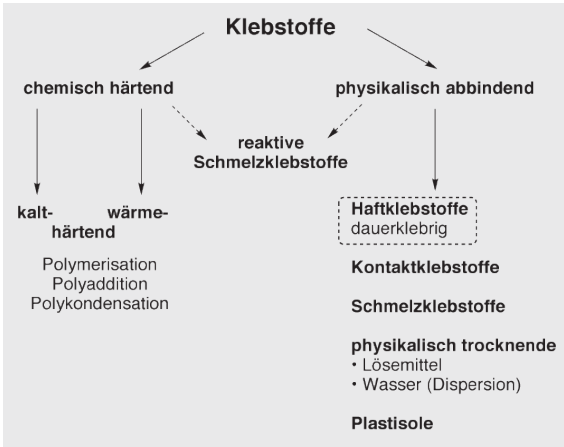 Klebstoffe
chemisch härtend
physikalisch abbindend
reaktive
Schmelzklebstoffe
kalt- wärme-
härtend
Polymerisation
Polyaddition
Polykondensation
Haftklebstoffe
dauerklebrig
Kontaktklebstoffe
Schmelzklebstoffe
physikalisch trocknende
• Lösemittel
• Wasser (Dispersion)
Plastisole